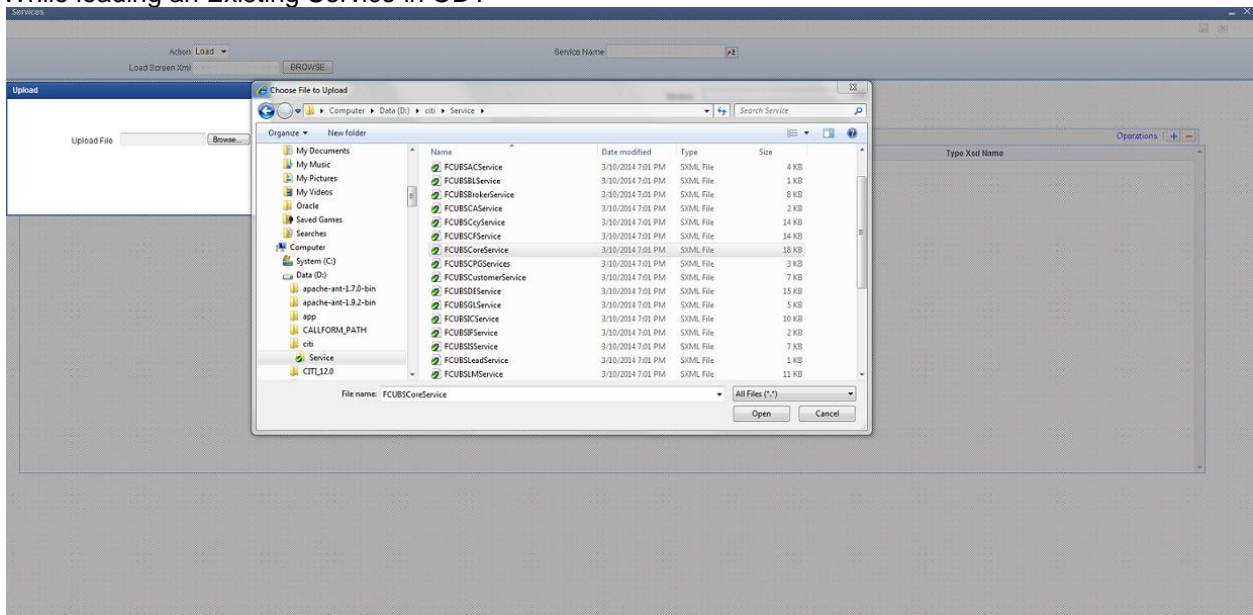 While loading an Existing Service in ODT
Services
Action Load
Service Name
Load Screen Xml BROWSE
Upload
Upload File Browse...
Choose File to Upload
Computer Data (D:) citi Service
Search Service
Organize New folder
Operations
Type Xsd Name
Name Date modified Type Size
My Documents
My Music
My Pictures
My Videos
Oracle
Saved Games
Searches
Computer
System (C:)
Data (D:)
apache-ant-1.7.0-bin
apache-ant-1.9.2-bin
app
CALLFORM_PATH
citi
Service
CITI_12.0
FCUBSACService 3/10/2014 7:01 PM SXML File 4 KB
FCUBSBLService 3/10/2014 7:01 PM SXML File 1 KB
FCUBSBrokerService 3/10/2014 7:01 PM SXML File 8 KB
FCUBSCAService 3/10/2014 7:01 PM SXML File 2 KB
FCUBSCcyService 3/10/2014 7:01 PM SXML File 14 KB
FCUBSCFService 3/10/2014 7:01 PM SXML File 14 KB
FCUBSCoreService 3/10/2014 7:01 PM SXML File 18 KB
FCUBSCPGServices 3/10/2014 7:01 PM SXML File 3 KB
FCUBSCustomerService 3/10/2014 7:01 PM SXML File 7 KB
FCUBSDEService 3/10/2014 7:01 PM SXML File 15 KB
FCUBSGLService 3/10/2014 7:01 PM SXML File 5 KB
FCUBSICService 3/10/2014 7:01 PM SXML File 10 KB
FCUBSIFService 3/10/2014 7:01 PM SXML File 2 KB
FCUBSISService 3/10/2014 7:01 PM SXML File 7 KB
FCUBSLeadService 3/10/2014 7:01 PM SXML File 1 KB
FCUBSLMService 3/10/2014 7:01 PM SXML File 11 KB
File name: FCUBSCoreService
All Files (*.*)
Open Cancel